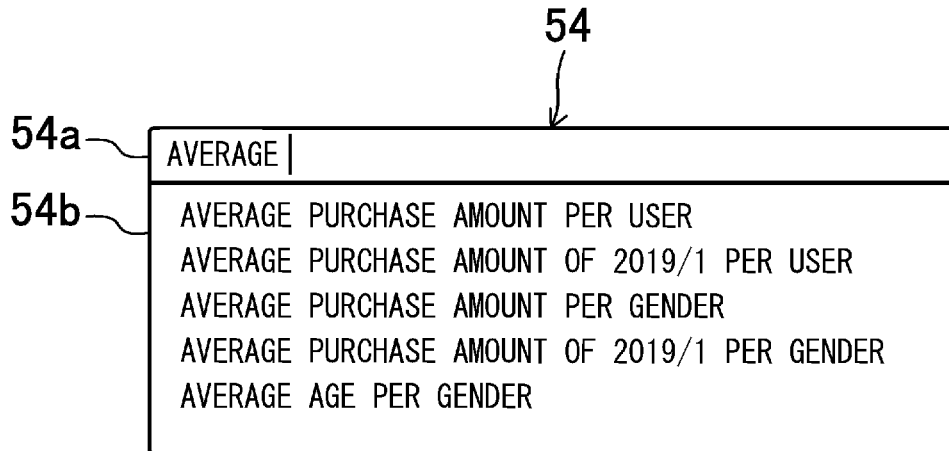 54
54a
AVERAGE
54b
AVERAGE PURCHASE AMOUNT PER USER
AVERAGE PURCHASE AMOUNT OF 2019/1 PER USER
AVERAGE PURCHASE AMOUNT PER GENDER
AVERAGE PURCHASE AMOUNT OF 2019/1 PER GENDER
AVERAGE AGE PER GENDER